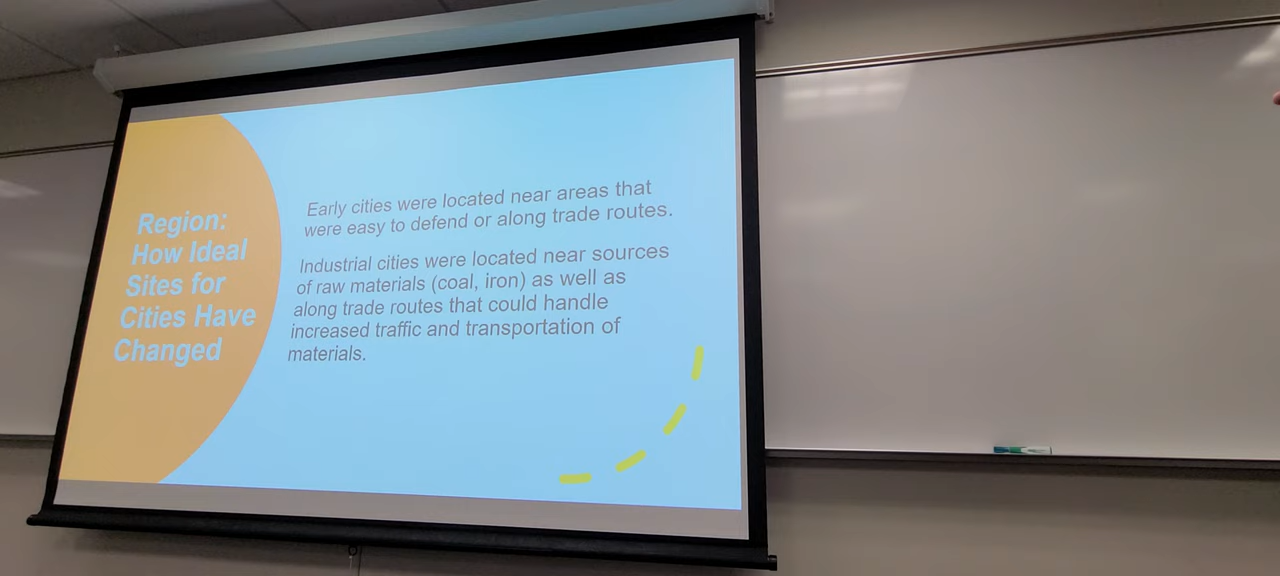 Region:
How Ideal
Sites for
Cities Have
Changed
Early cities were located near areas that
were easy to defend or along trade routes.
Industrial cities were located near sources
of raw materials (coal, iron) as well as
along trade routes that could handle
increased traffic and transportation of
materials.